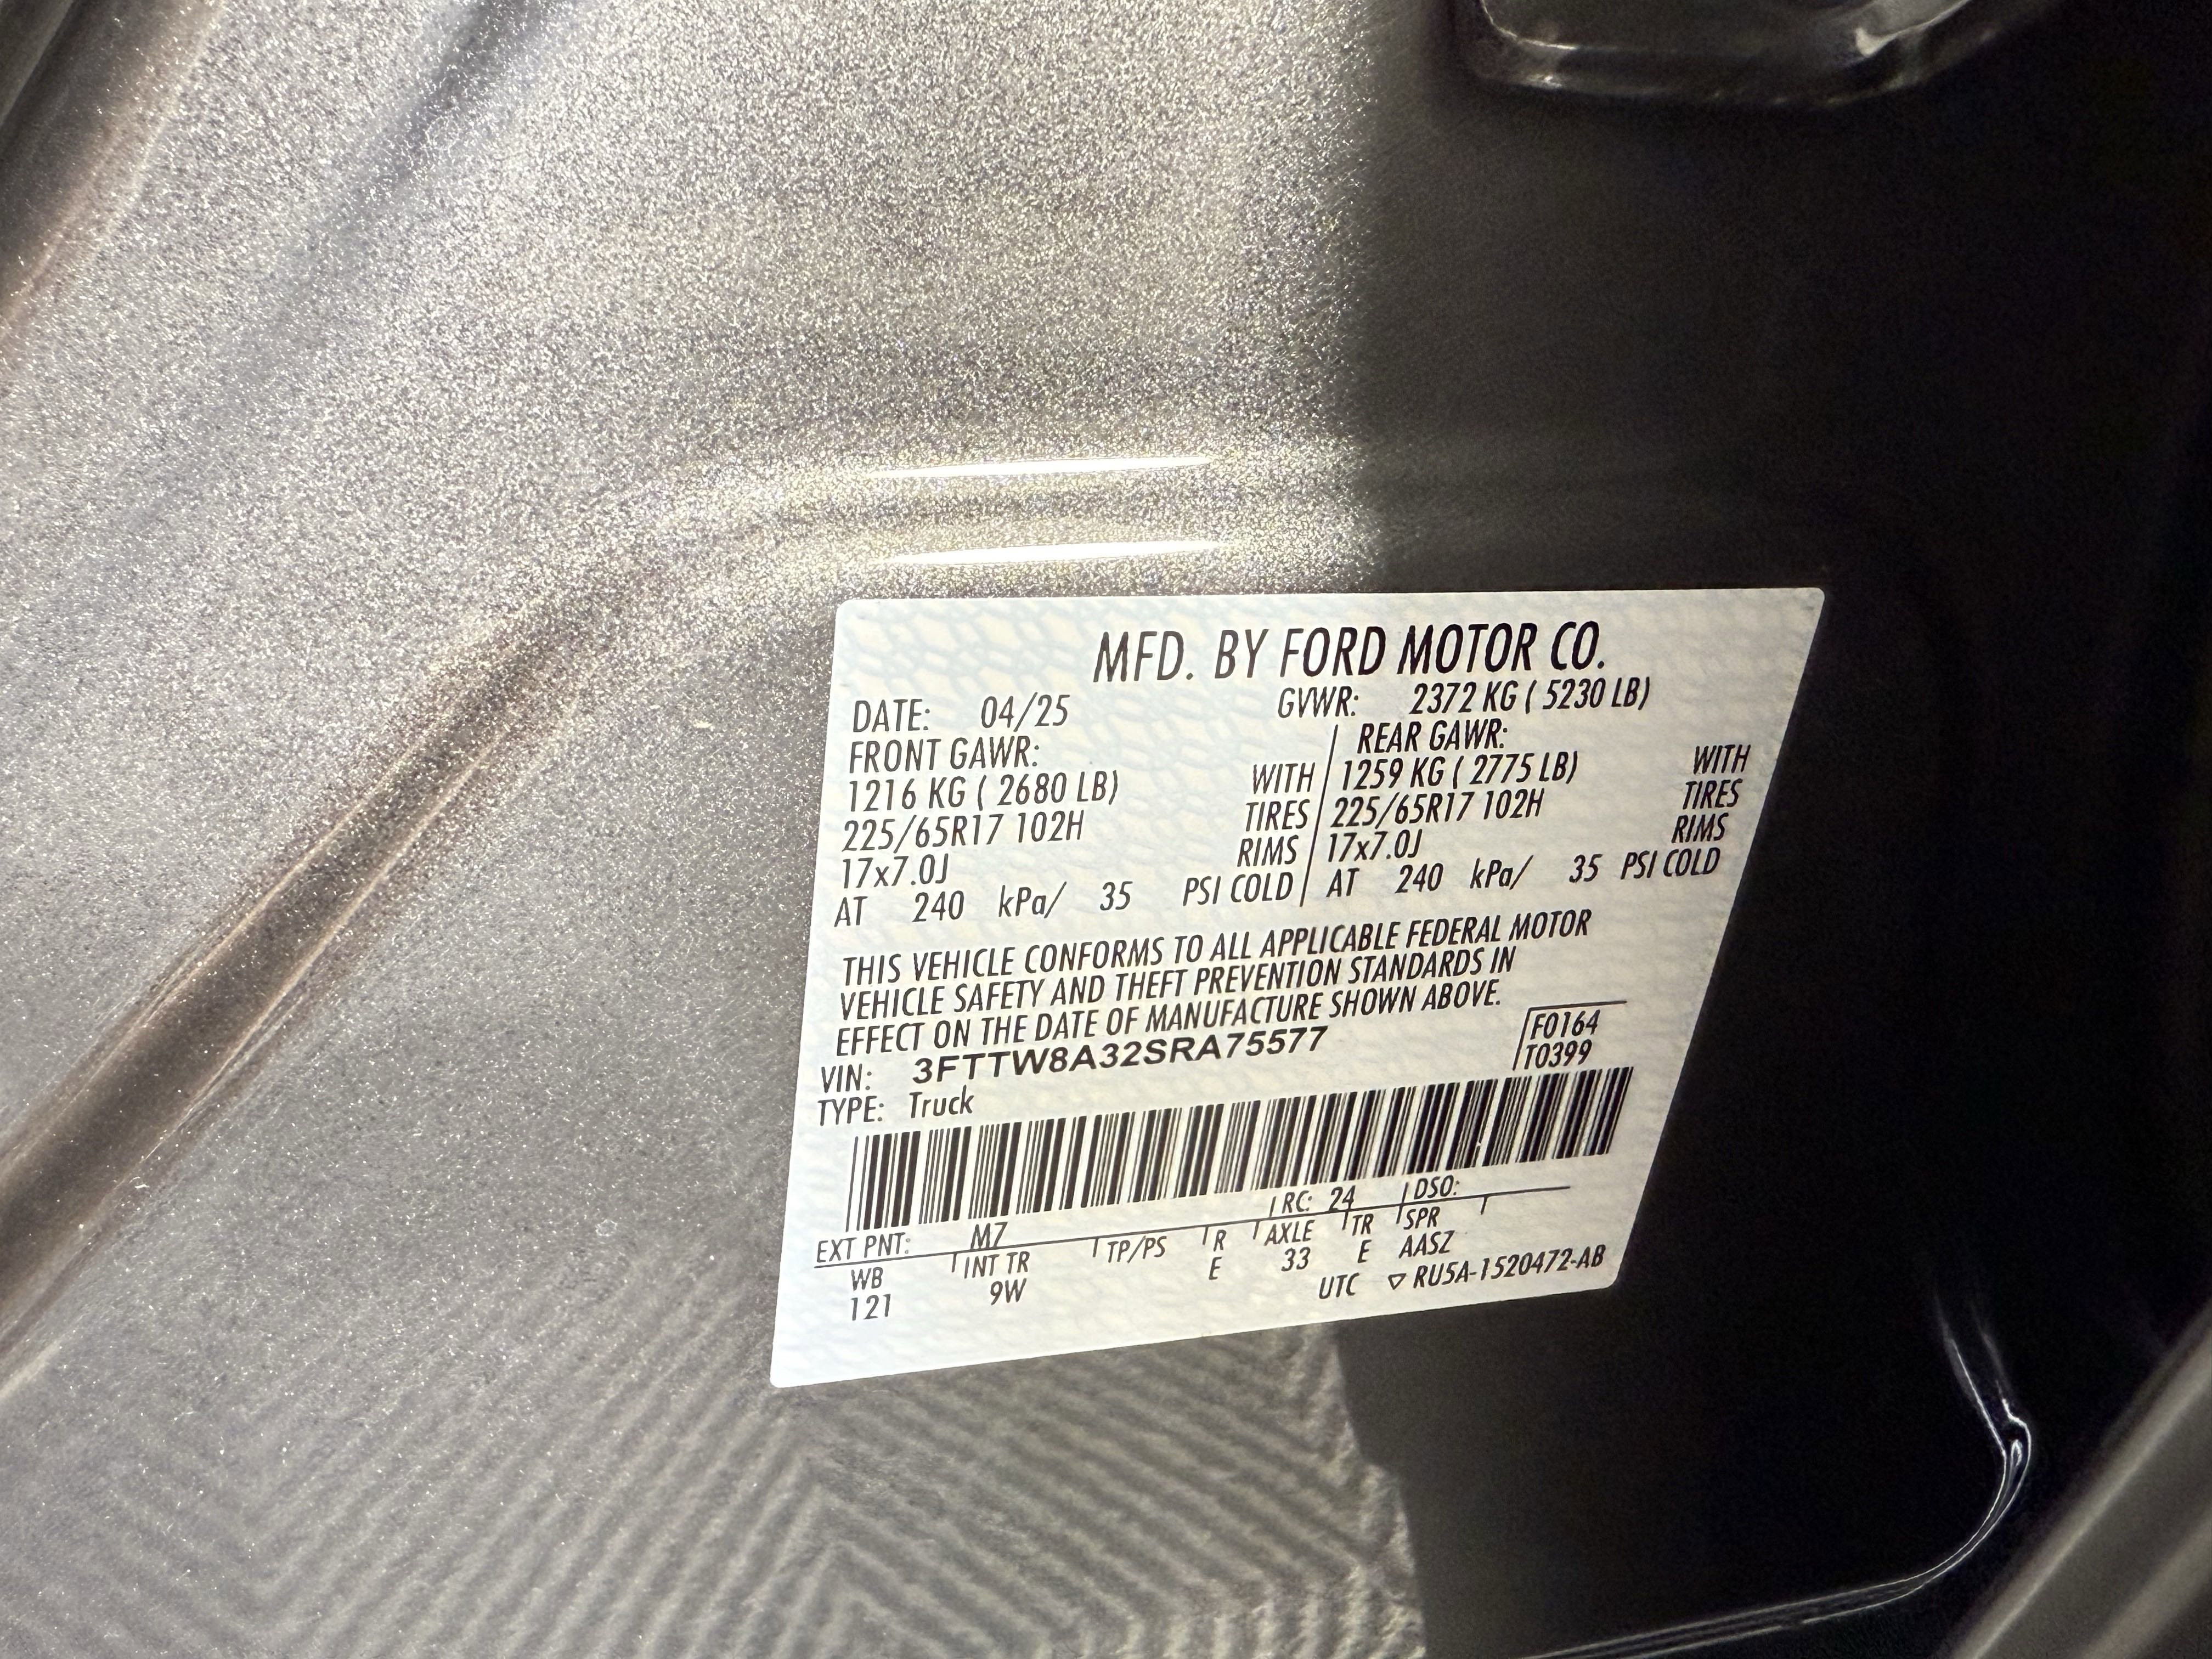 MFD. BY FORD MOTOR CO.
DATE: 04/25 GVWR: 2372 KG ( 5230 LB)
FRONT GAWR: REAR GAWR:
1216 KG ( 2680 LB) WITH 1259 KG ( 2775 LB) WITH
225/65R17 102H TIRES 225/65R17 102H TIRES
17x7.0J RIMS 17x7.0J RIMS
AT 240 kPa/ 35 PSI COLD AT 240 kPa/ 35 PSI COLD
THIS VEHICLE CONFORMS TO ALL APPLICABLE FEDERAL MOTOR
VEHICLE SAFETY AND THEFT PREVENTION STANDARDS IN
EFFECT ON THE DATE OF MANUFACTURE SHOWN ABOVE.
VIN: 3FTTW8A32SRA75577 F0164
TYPE: Truck T0399
EXT PNT: M7 RC: 24 DSO:
WB INT TR TP/PS R AXLE TR SPR
121 9W E 33 E AASZ
UTC ▽ RU5A-1520472-AB